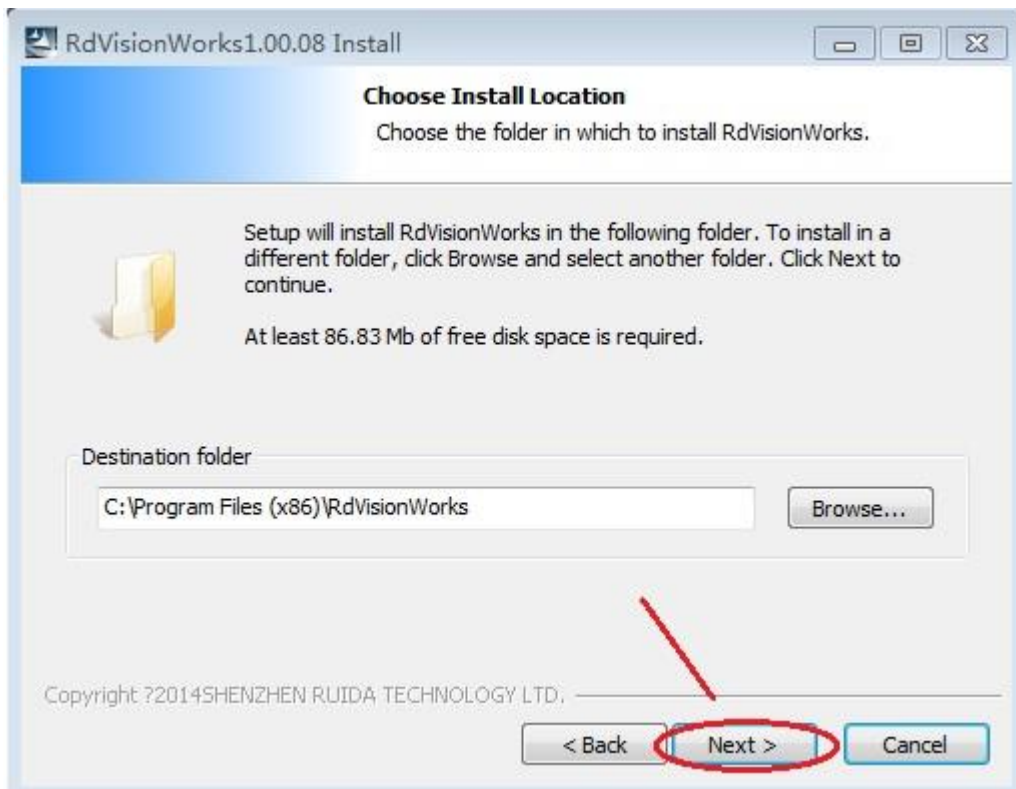 RdVisionWorks1.00.08 Install
Choose Install Location
Choose the folder in which to install RdVisionWorks.
Setup will install RdVisionWorks in the following folder. To install in a
different folder, click Browse and select another folder. Click Next to
continue.
At least 86.83 Mb of free disk space is required.
Destination folder
C:\Program Files (x86)\RdVisionWorks
Browse...
Copyright ?2014SHENZHEN RUIDA TECHNOLOGY LTD.
< Back Next > Cancel